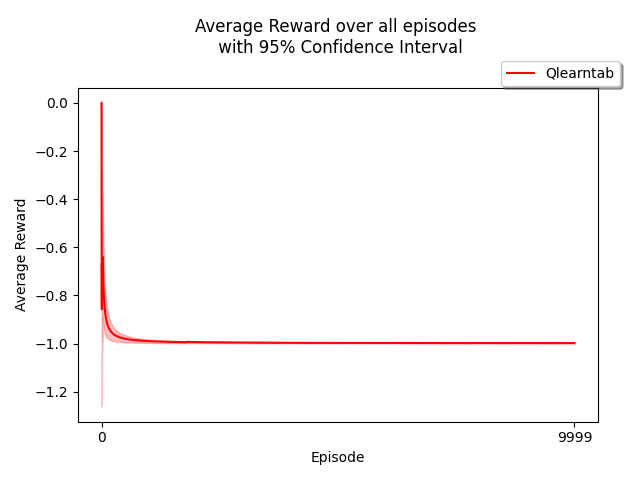 Average Reward over all episodes
with 95% Confidence Interval
Qlearntab
0.0
−0.2
−0.4
−0.6
−0.8
−1.0
−1.2
Average Reward
0 9999
Episode